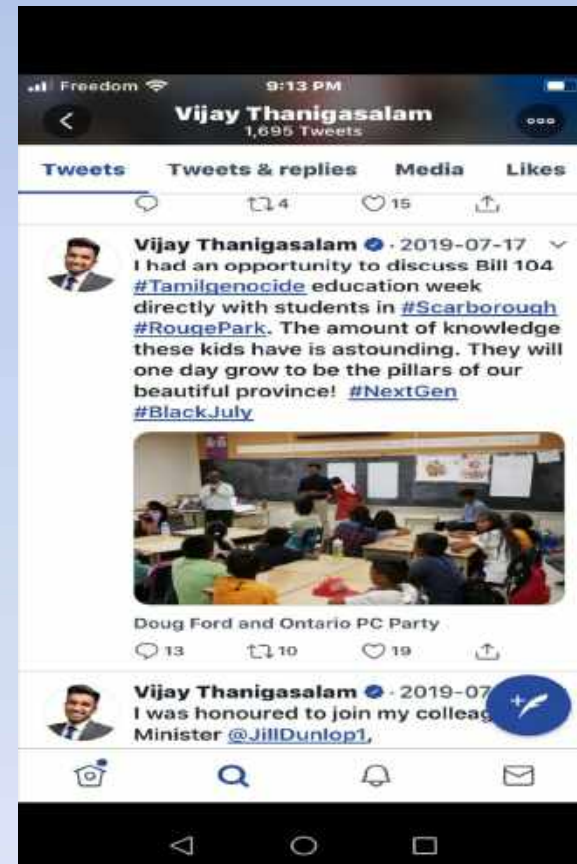 Freedom 9:13 PM
Vijay Thanigasalam
1,695 Tweets
Tweets Tweets & replies Media Likes
4 15
Vijay Thanigasalam · 2019-07-17
I had an opportunity to discuss Bill 104
#Tamilgenocide education week
directly with students in #Scarborough
#RougePark. The amount of knowledge
these kids have is astounding. They will
one day grow to be the pillars of our
beautiful province! #NextGen
#BlackJuly
Doug Ford and Ontario PC Party
13 10 19
Vijay Thanigasalam · 2019-07
I was honoured to join my colleag
Minister @JillDunlop1,